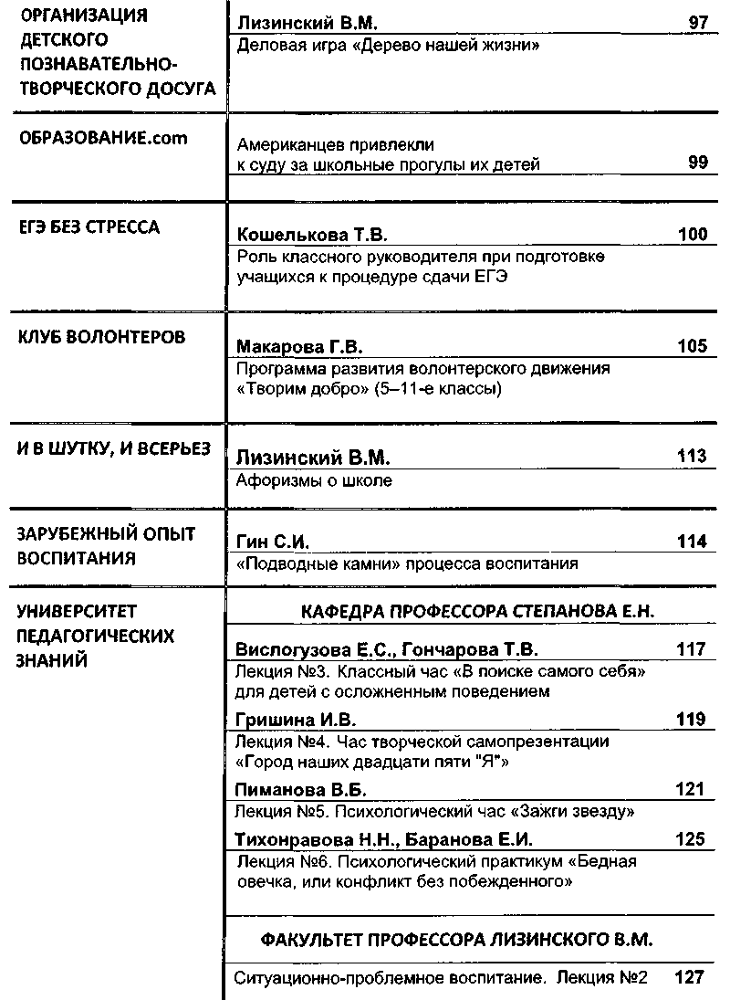 ОРГАНИЗАЦИЯ
ДЕТСКОГО
ПОЗНАВАТЕЛЬНО-
ТВОРЧЕСКОГО ДОСУГА
Лизинский В.М. 97
Деловая игра «Дерево нашей жизни»
ОБРАЗОВАНИЕ.com
Американцев привлекли
к суду за школьные прогулы их детей 99
ЕГЭ БЕЗ СТРЕССА
Кошелькова Т.В. 100
Роль классного руководителя при подготовке
учащихся к процедуре сдачи ЕГЭ
КЛУБ ВОЛОНТЕРОВ
Макарова Г.В. 105
Программа развития волонтерского движения
«Творим добро» (5–11-е классы)
И В ШУТКУ, И ВСЕРЬЕЗ
Лизинский В.М. 113
Афоризмы о школе
ЗАРУБЕЖНЫЙ ОПЫТ
ВОСПИТАНИЯ
Гин С.И. 114
«Подводные камни» процесса воспитания
УНИВЕРСИТЕТ
ПЕДАГОГИЧЕСКИХ
ЗНАНИЙ
КАФЕДРА ПРОФЕССОРА СТЕПАНОВА Е.Н.
Вислогузова Е.С., Гончарова Т.В. 117
Лекция №3. Классный час «В поиске самого себя»
для детей с осложненным поведением
Гришина И.В. 119
Лекция №4. Час творческой самопрезентации
«Город наших двадцати пяти "Я"»
Пиманова В.Б. 121
Лекция №5. Психологический час «Зажги звезду»
Тихонравова Н.Н., Баранова Е.И. 125
Лекция №6. Психологический практикум «Бедная
овечка, или конфликт без побежденного»
ФАКУЛЬТЕТ ПРОФЕССОРА ЛИЗИНСКОГО В.М.
Ситуационно-проблемное воспитание. Лекция №2 127